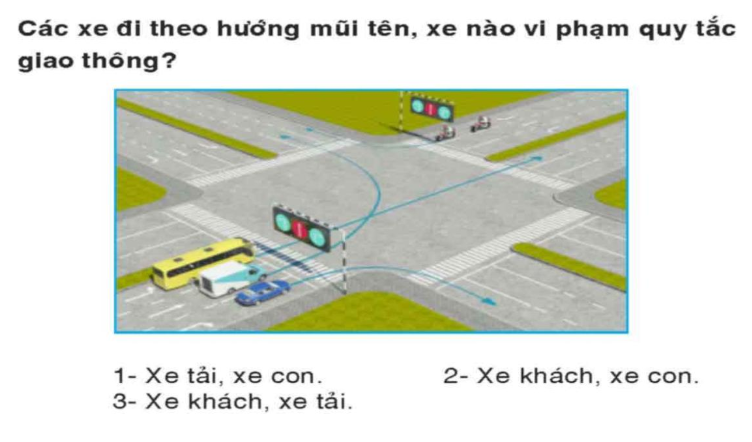 Các xe đi theo hướng mũi tên, xe nào vi phạm quy tắc
giao thông?
1- Xe tải, xe con. 2- Xe khách, xe con.
3- Xe khách, xe tải.